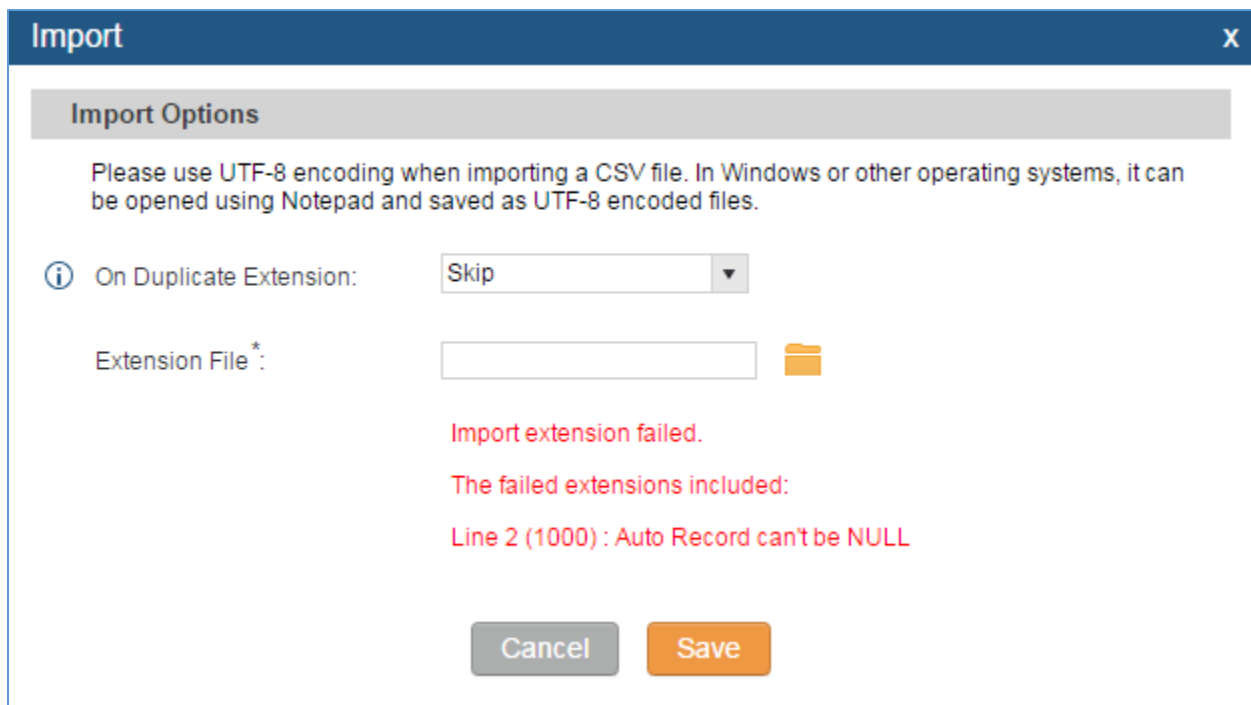 Import
X
Import Options
Please use UTF-8 encoding when importing a CSV file. In Windows or other operating systems, it can
be opened using Notepad and saved as UTF-8 encoded files.
On Duplicate Extension:
Skip
Extension File*:
Import extension failed.
The failed extensions included:
Line 2 (1000) : Auto Record can't be NULL
Cancel
Save